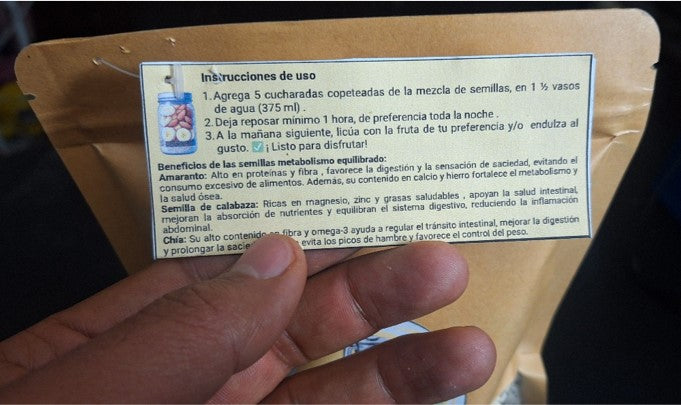 Instrucciones de uso
1. Agrega 5 cucharadas copeteadas de la mezcla de semillas, en 1 ½ vasos
de agua (375 ml) .
2. Deja reposar mínimo 1 hora, de preferencia toda la noche .
3. A la mañana siguiente, licúa con la fruta de tu preferencia y/o endulza al
gusto. ✅ ¡ Listo para disfrutar!
Beneficios de las semillas metabolismo equilibrado:
Amaranto: Alto en proteínas y fibra , favorece la digestión y la sensación de saciedad, evitando el
consumo excesivo de alimentos. Además, su contenido en calcio y hierro fortalece el metabolismo y
la salud ósea.
Semilla de calabaza: Ricas en magnesio, zinc y grasas saludables , apoyan la salud intestinal,
mejoran la absorción de nutrientes y equilibran el sistema digestivo, reduciendo la inflamación
abdominal.
Chía: Su alto contenido fibra y omega-3 ayuda a regular el tránsito intestinal, mejorar la digestión
y prolongar la evita los picos de hambre y favorece el control del peso.